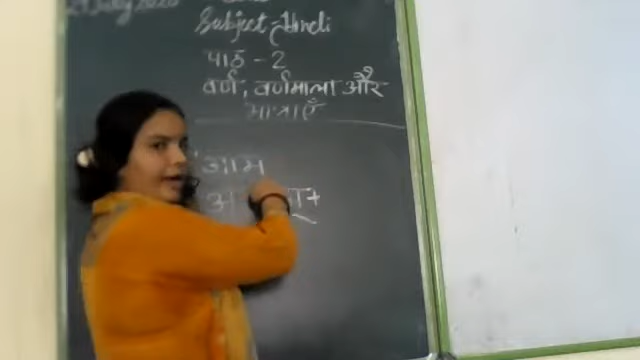 Subject-Hindi
पाठ - 2
वर्ण, वर्णमाला और
मात्राएँ
आम